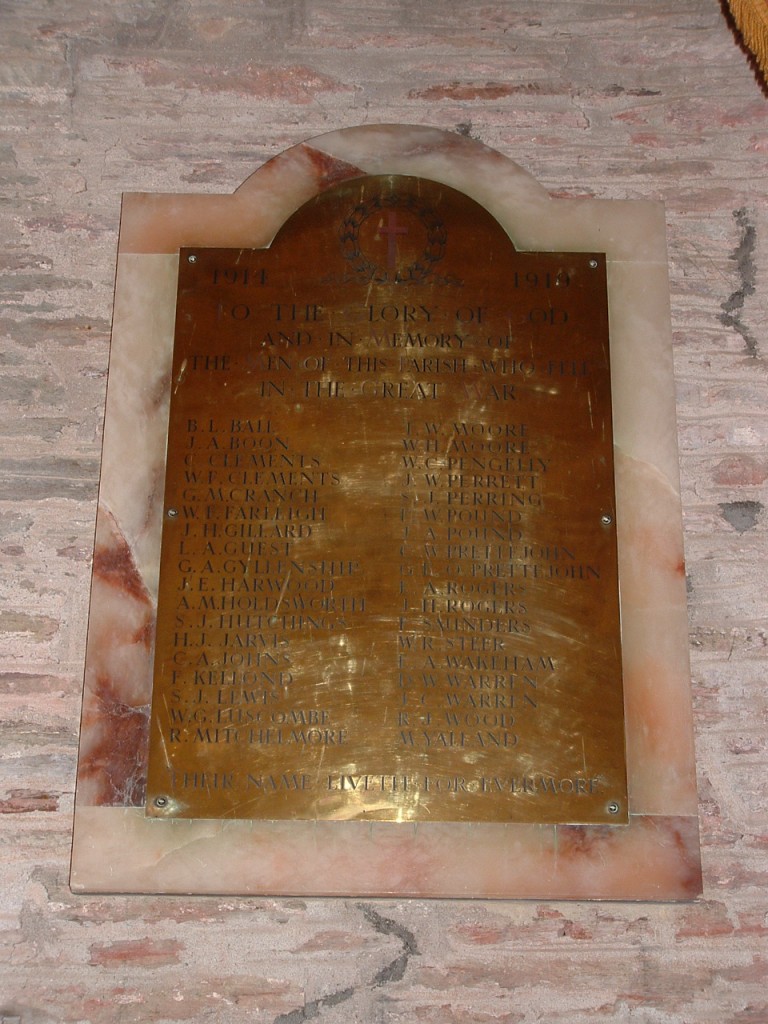 1914 1919
TO THE GLORY OF GOD
AND IN MEMORY OF
THE MEN OF THIS PARISH WHO FELL
IN THE GREAT WAR
B. L. BALL
J. A. BOON
C. CLEMENTS
W. F. CLEMENTS
G. M. CRANCH
W. F. FARLEIGH
J. H. GILLARD
L. A. GUEST
G. A. GYLLENSHIP
J. E. HARWOOD
A. M. HOLDSWORTH
S. J. HUTCHINGS
H. J. JARVIS
C. A. JOHNS
F. KELLOND
S. J. LEWIS
W. G. LUSCOMBE
R. MITCHELMORE
J. W. MOORE
W. H. MOORE
W. C. PENGELLY
J. W. PERRETT
S. J. PERRING
W. POUND
A. POUND
C. W. PRETTEJOHN
O. PRETTEJOHN
A. ROGERS
H. ROGERS
SAUNDERS
W. R. STEER
A. WAKEHAM
W. WARREN
C. WARREN
R. J. WOOD
W. YALLAND
THEIR NAME LIVETH FOR EVERMORE